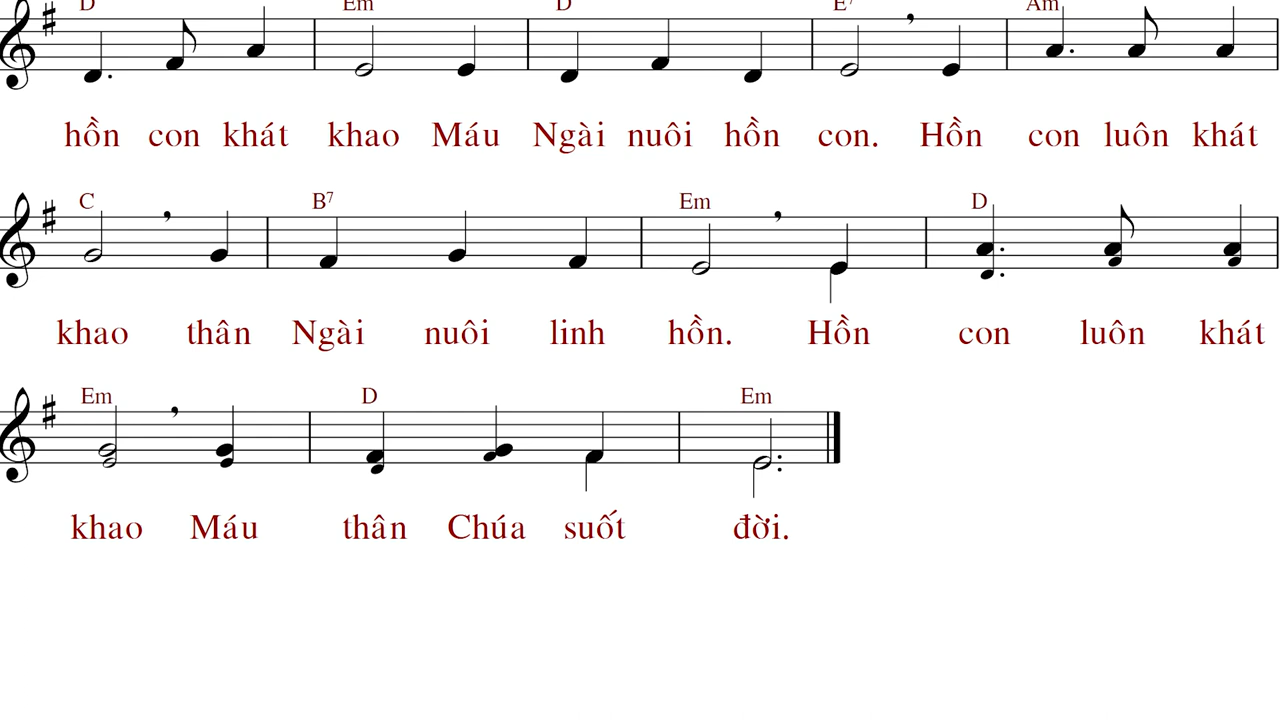 D Em D E7 Am
hồn con khát khao Máu Ngài nuôi hồn con. Hồn con luôn khát
C B7 Em D
khao thân Ngài nuôi linh hồn. Hồn con luôn khát
Em D Em
khao Máu thân Chúa suốt đời.